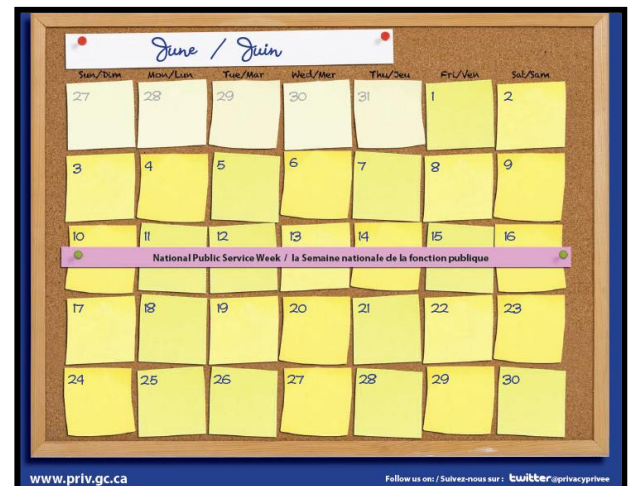 June / Juin
Sun/Dim Mon/Lun Tue/Mar Wed/Mer Thu/Jeu Fri/Ven Sat/Sam
27 28 29 30 31 1 2
3 4 5 6 7 8 9
10 11 12 13 14 15 16
National Public Service Week / la Semaine nationale de la fonction publique
17 18 19 20 21 22 23
24 25 26 27 28 29 30
www.priv.gc.ca Follow us on: / Suivez-nous sur : twitter@privacyprivee